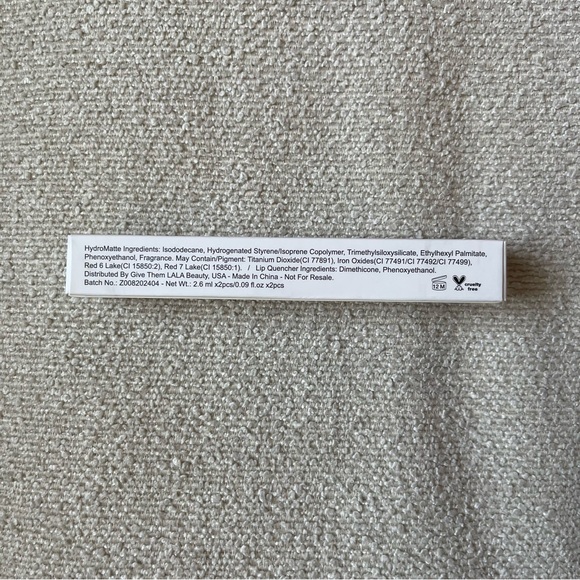 HydroMatte Ingredients: Isododecane, Hydrogenated Styrene/Isoprene Copolymer, Trimethylsiloxysilicate, Ethylhexyl Palmitate,
Phenoxyethanol, Fragrance. May Contain/Pigment: Titanium Dioxide(CI 77891), Iron Oxides(CI 77491/CI 77492/CI 77499),
Red 6 Lake(CI 15850:2), Red 7 Lake(CI 15850:1). / Lip Quencher Ingredients: Dimethicone, Phenoxyethanol.
Distributed By Give Them LALA Beauty, USA - Made In China - Not For Resale.
Batch No.: Z008202404 - Net Wt.: 2.6 ml x2pcs/0.09 fl.oz x2pcs
12 M
cruelty
free